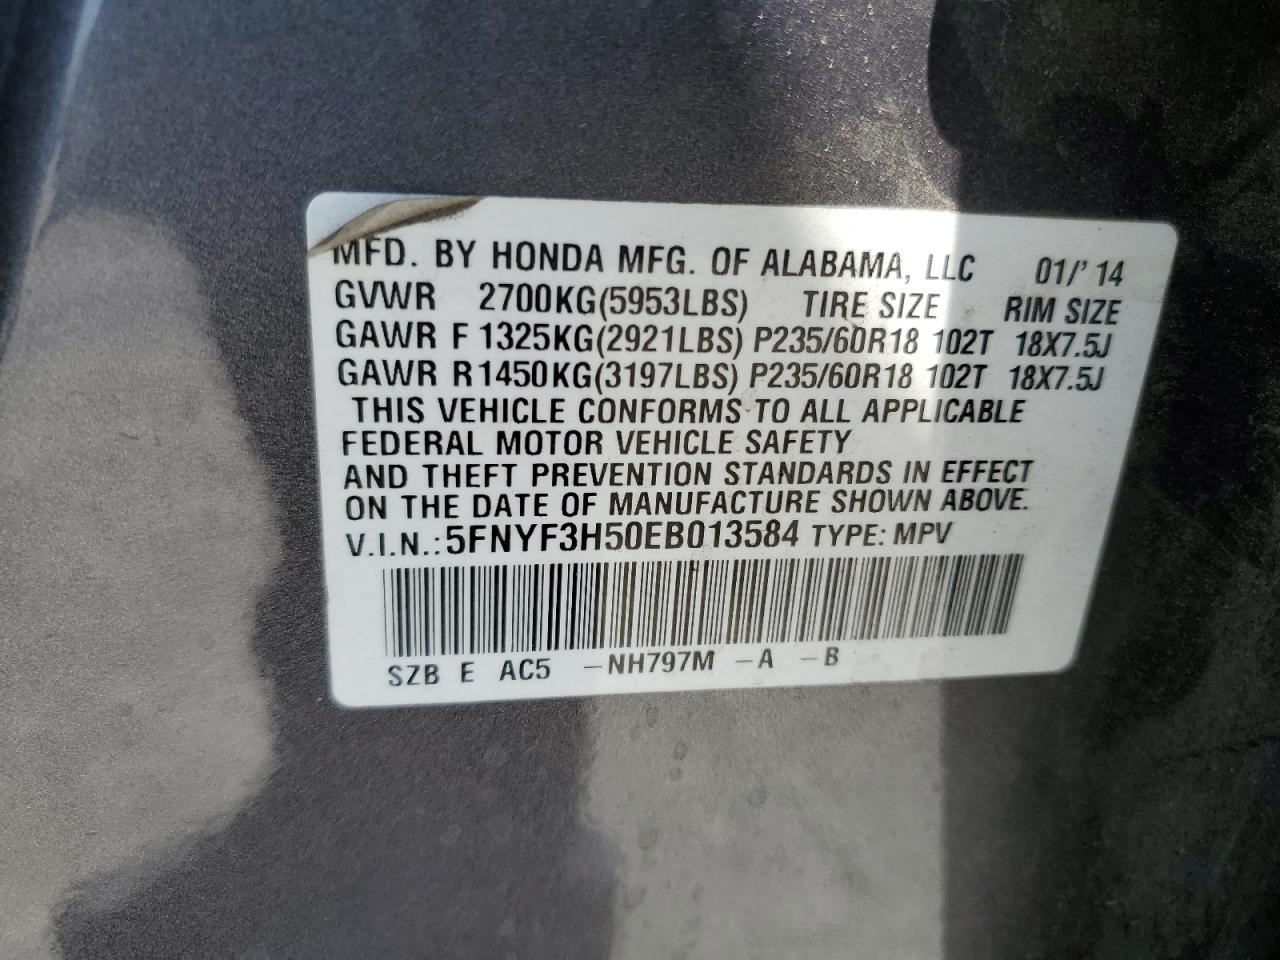 MFD. BY HONDA MFG. OF ALABAMA, LLC 01/' 14
GVWR 2700KG(5953LBS) TIRE SIZE RIM SIZE
GAWR F 1325KG(2921LBS) P235/60R18 102T 18X7.5J
GAWR R1450KG(3197LBS) P235/60R18 102T 18X7.5J
THIS VEHICLE CONFORMS TO ALL APPLICABLE
FEDERAL MOTOR VEHICLE SAFETY
AND THEFT PREVENTION STANDARDS IN EFFECT
ON THE DATE OF MANUFACTURE SHOWN ABOVE.
V.I.N.: 5FNYF3H50EB013584 TYPE: MPV
SZB E AC5 -NH797M -A -B